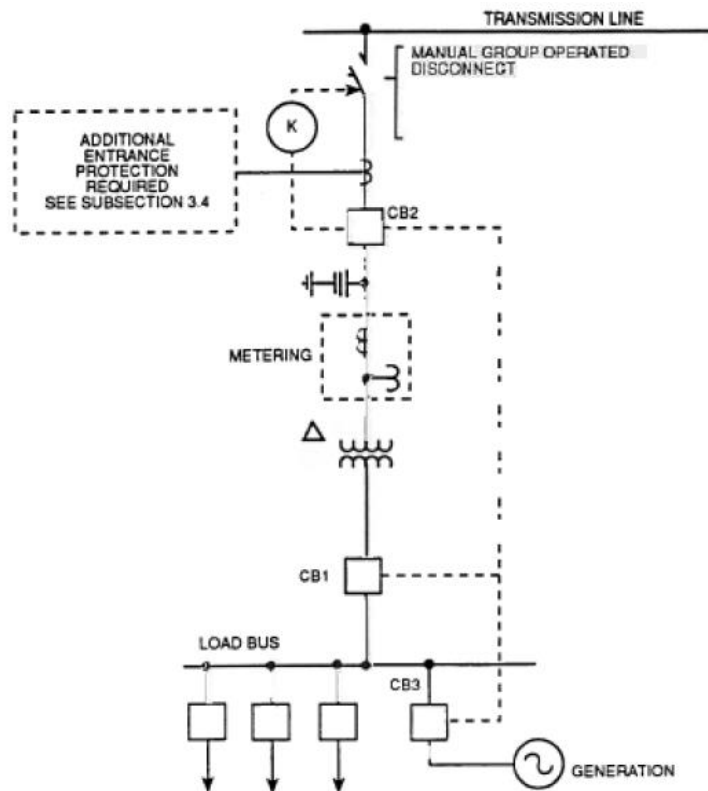 TRANSMISSION LINE
MANUAL GROUP OPERATED
DISCONNECT
K
ADDITIONAL
ENTRANCE
PROTECTION
REQUIRED
SEE SUBSECTION 3.4
CB2
METERING
CB1
LOAD BUS
CB3
GENERATION